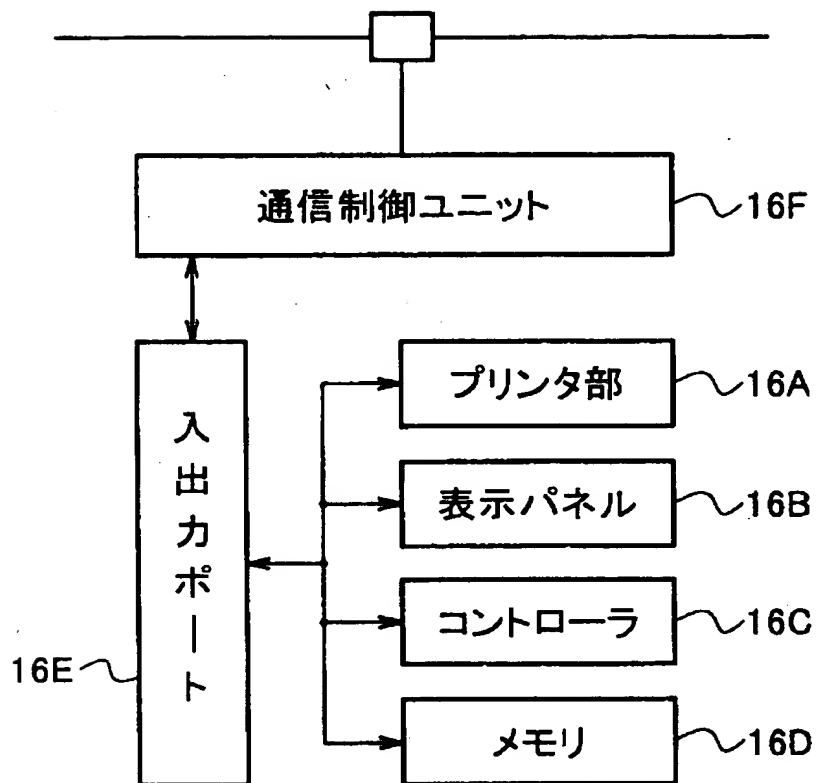 通信制御ユニット
16F
プリンタ部
16A
入出力ポート
表示パネル
16B
コントローラ
16C
16E
メモリ
16D